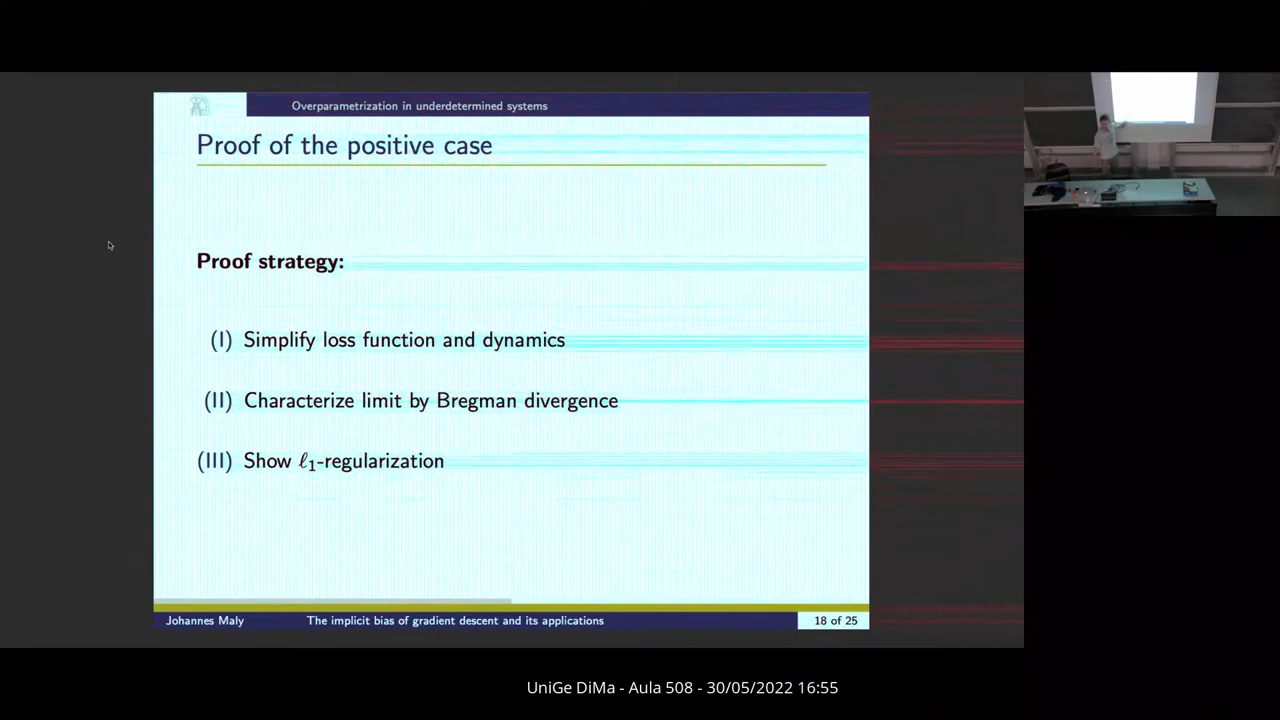 Overparametrization in underdetermined systems
Proof of the positive case
Proof strategy:
(I) Simplify loss function and dynamics
(II) Characterize limit by Bregman divergence
(III) Show ℓ₁-regularization
Johannes Maly The implicit bias of gradient descent and its applications 18 of 25
UniGe DiMa - Aula 508 - 30/05/2022 16:55